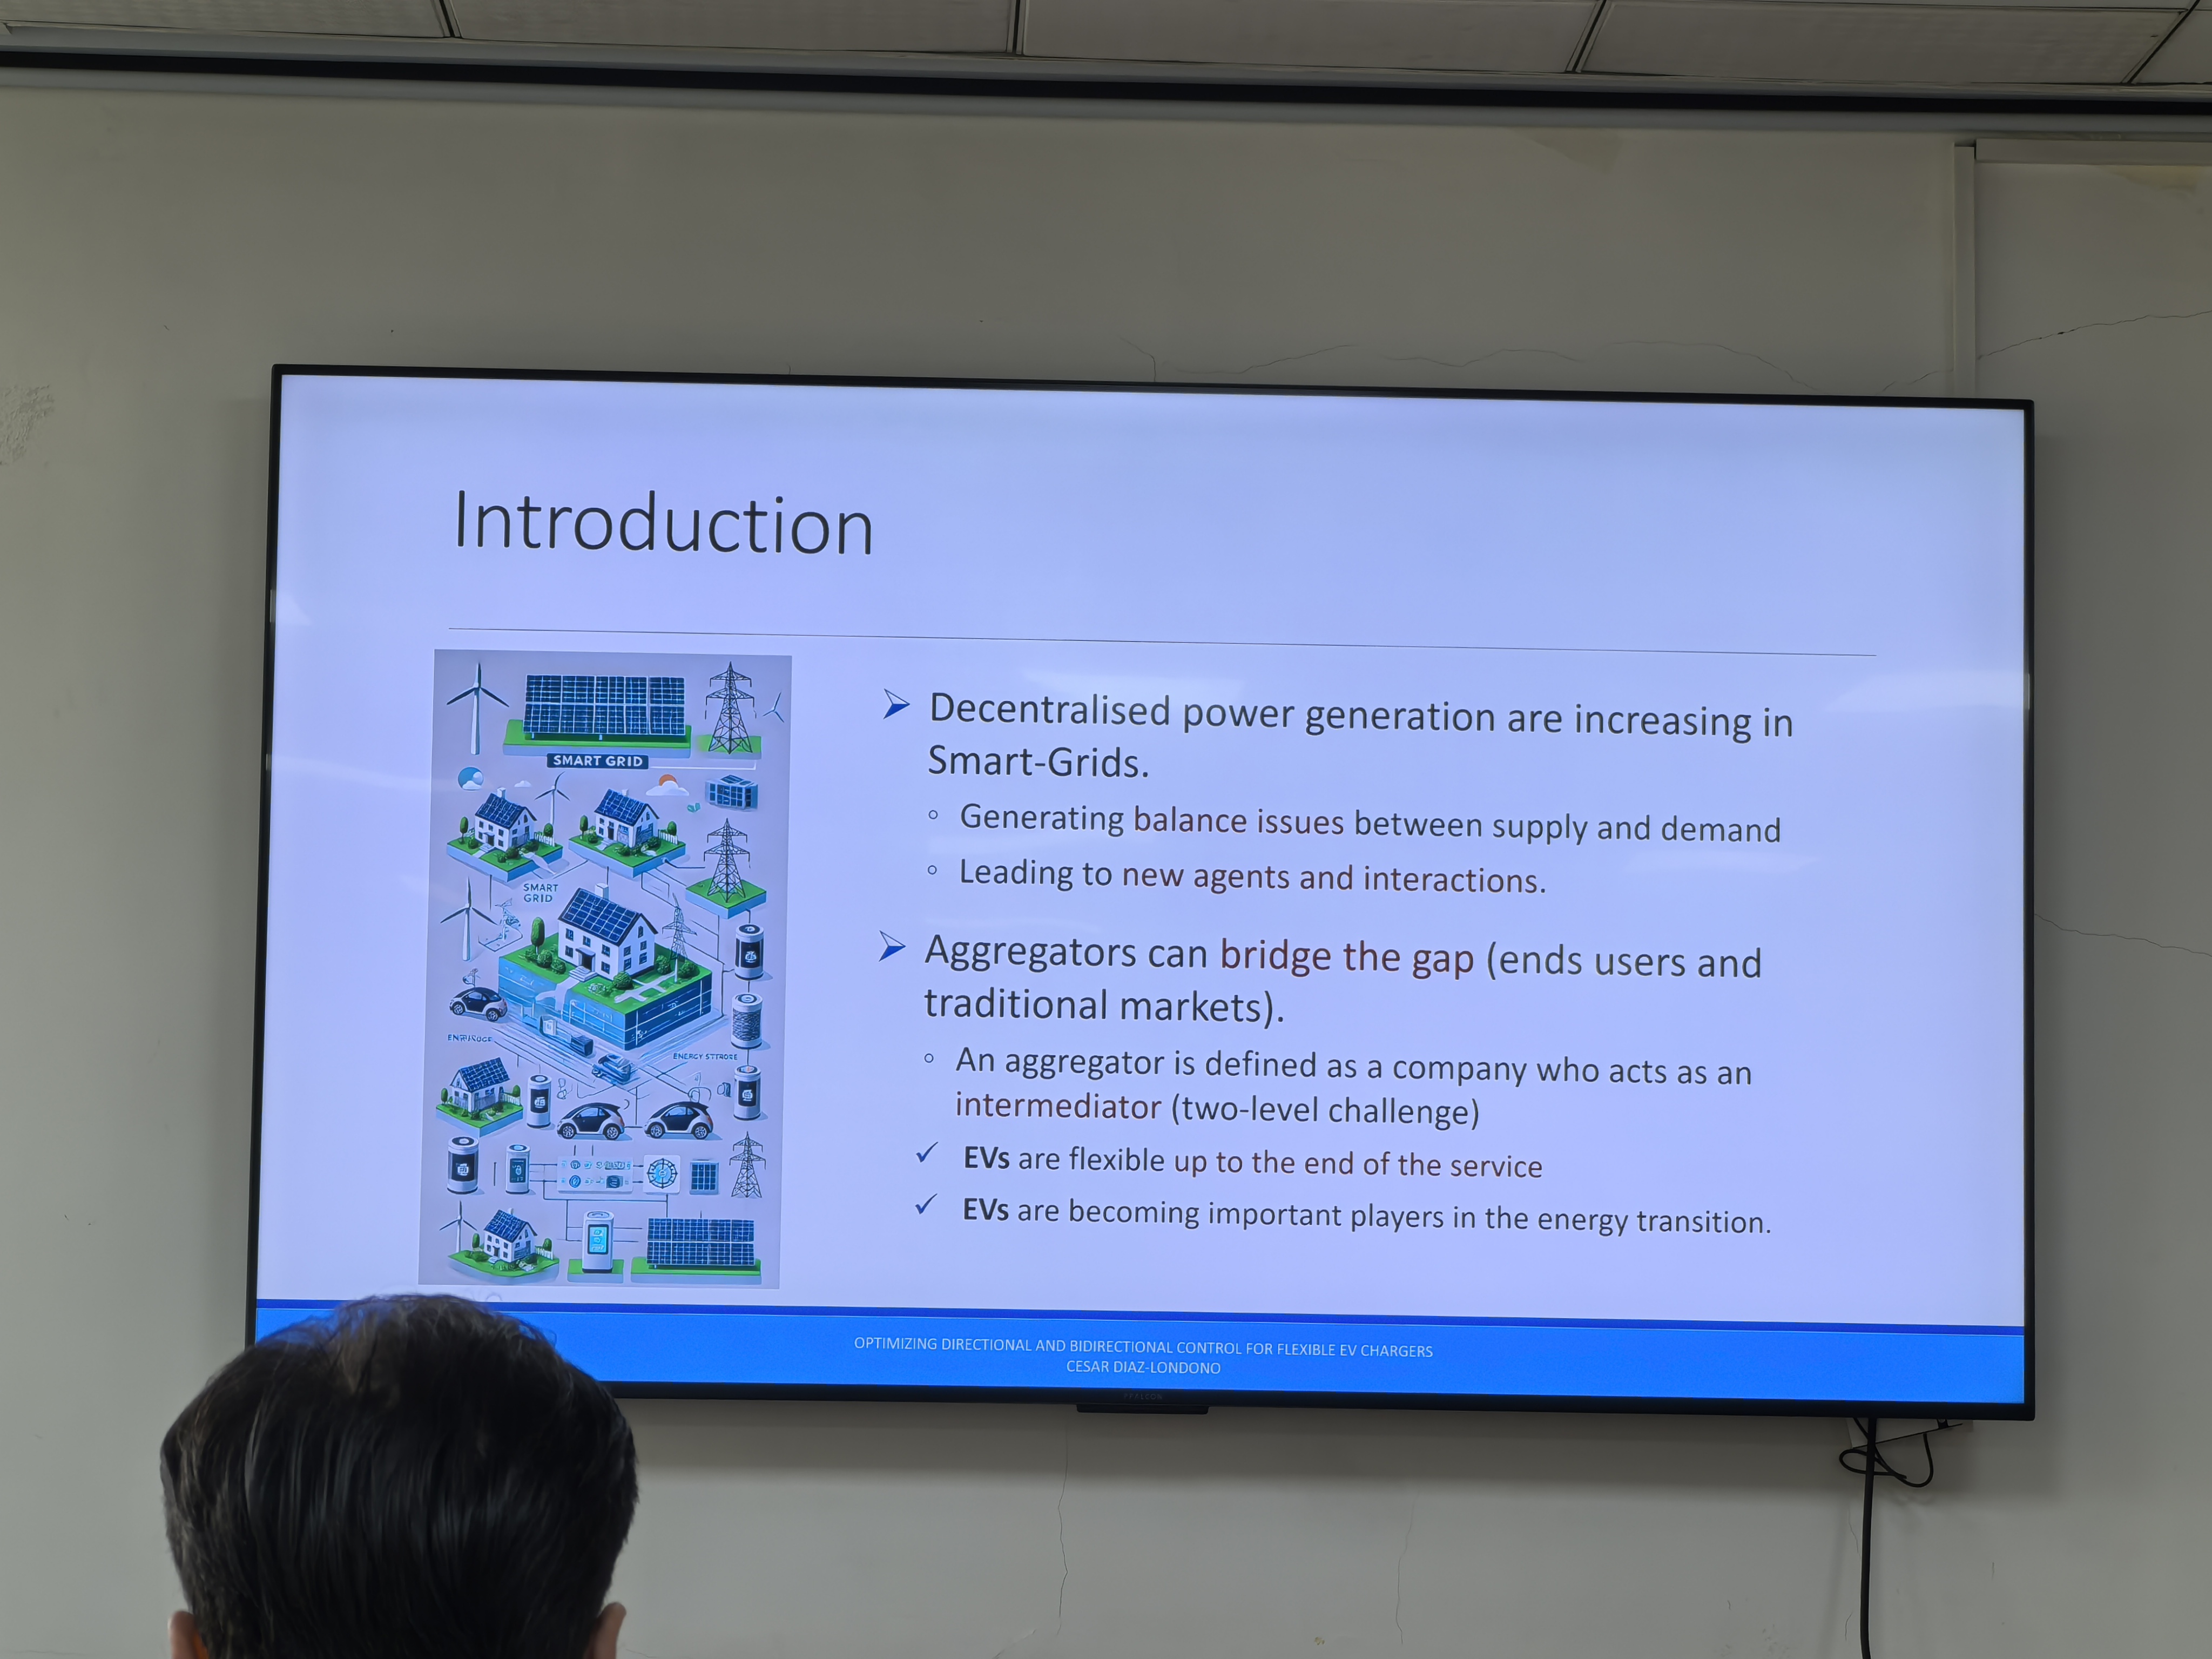 Introduction
SMART GRID
SMART
GRID
ENERGY STTROSE
➢ Decentralised power generation are increasing in
Smart-Grids.
◦ Generating balance issues between supply and demand
◦ Leading to new agents and interactions.
➢ Aggregators can bridge the gap (ends users and
traditional markets).
◦ An aggregator is defined as a company who acts as an
intermediator (two-level challenge)
✓ EVs are flexible up to the end of the service
✓ EVs are becoming important players in the energy transition.
OPTIMIZING DIRECTIONAL AND BIDIRECTIONAL CONTROL FOR FLEXIBLE EV CHARGERS
CESAR DIAZ-LONDONO